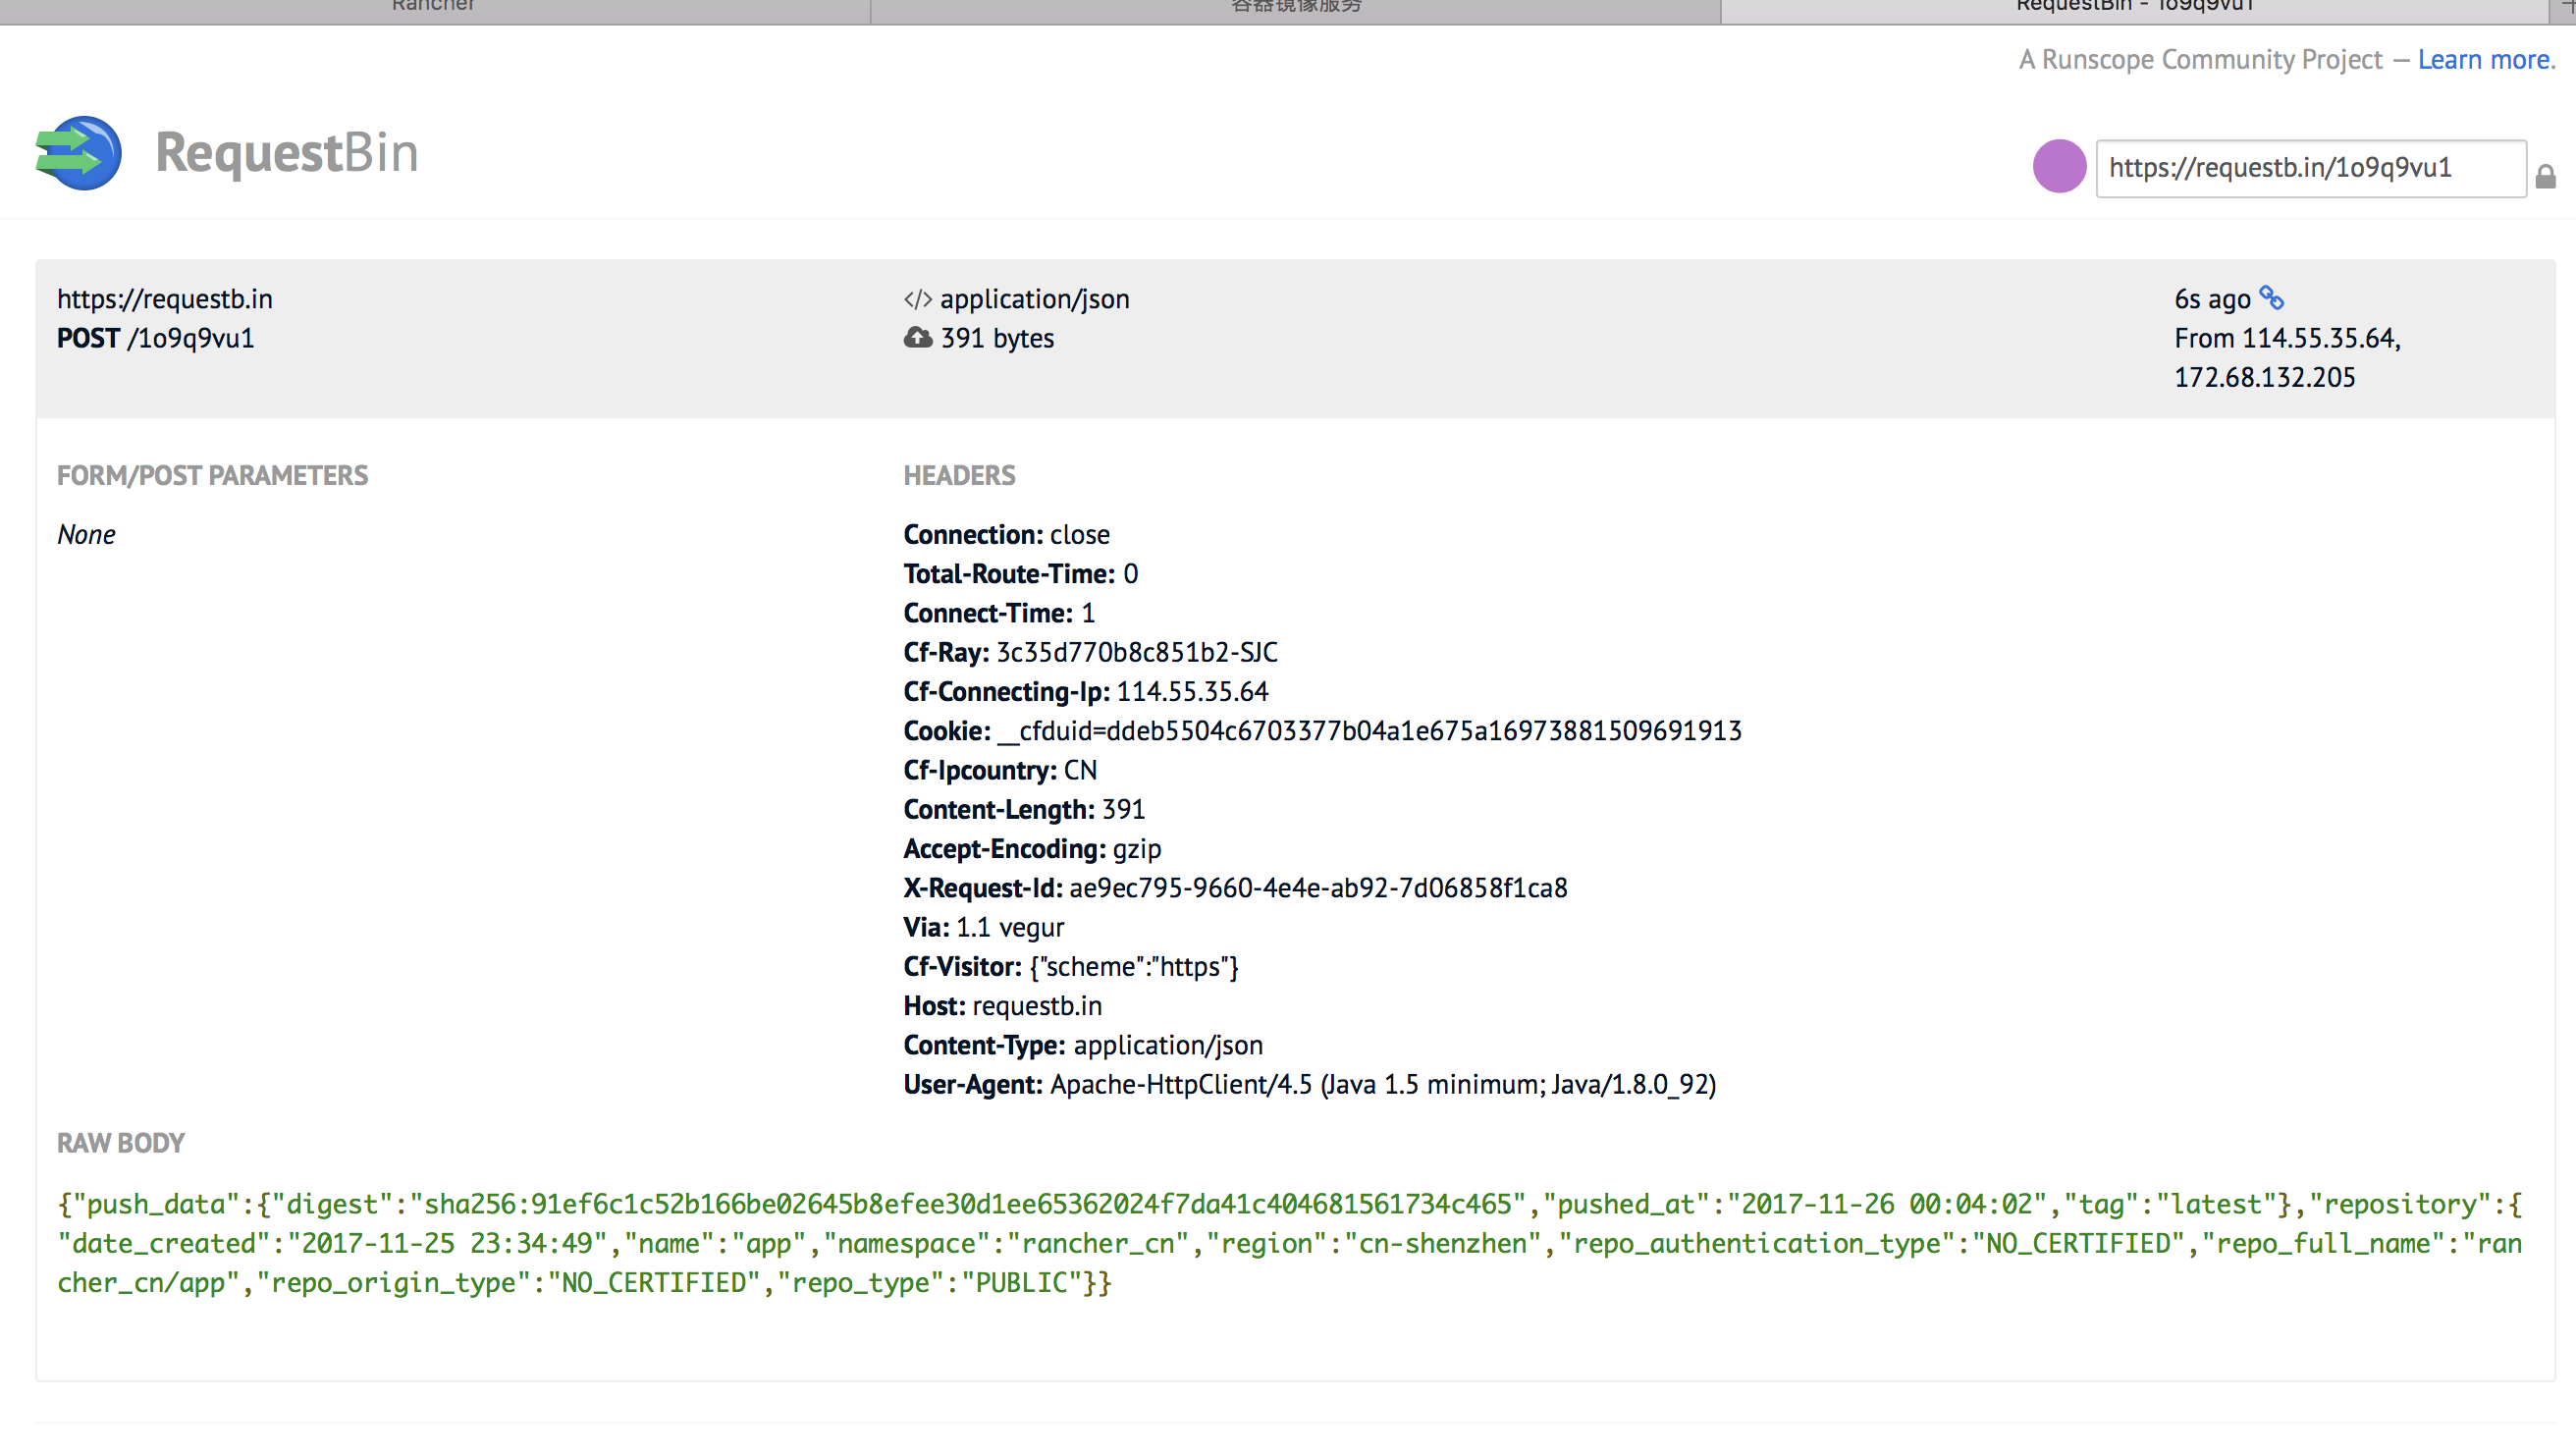 Rancher
容器镜像服务
RequestBin - 1o9q9vu1
A Runscope Community Project — Learn more.
RequestBin
https://requestb.in/1o9q9vu1
https://requestb.in
POST /1o9q9vu1
</> application/json
391 bytes
6s ago
From 114.55.35.64,
172.68.132.205
FORM/POST PARAMETERS
None
HEADERS
Connection: close
Total-Route-Time: 0
Connect-Time: 1
Cf-Ray: 3c35d770b8c851b2-SJC
Cf-Connecting-Ip: 114.55.35.64
Cookie: __cfduid=ddeb5504c6703377b04a1e675a16973881509691913
Cf-Ipcountry: CN
Content-Length: 391
Accept-Encoding: gzip
X-Request-Id: ae9ec795-9660-4e4e-ab92-7d06858f1ca8
Via: 1.1 vegur
Cf-Visitor: {"scheme":"https"}
Host: requestb.in
Content-Type: application/json
User-Agent: Apache-HttpClient/4.5 (Java 1.5 minimum; Java/1.8.0_92)
RAW BODY
{"push_data":{"digest":"sha256:91ef6c1c52b166be02645b8efee30d1ee65362024f7da41c404681561734c465","pushed_at":"2017-11-26 00:04:02","tag":"latest"},"repository":{
"date_created":"2017-11-25 23:34:49","name":"app","namespace":"rancher_cn","region":"cn-shenzhen","repo_authentication_type":"NO_CERTIFIED","repo_full_name":"ran
cher_cn/app","repo_origin_type":"NO_CERTIFIED","repo_type":"PUBLIC"}}